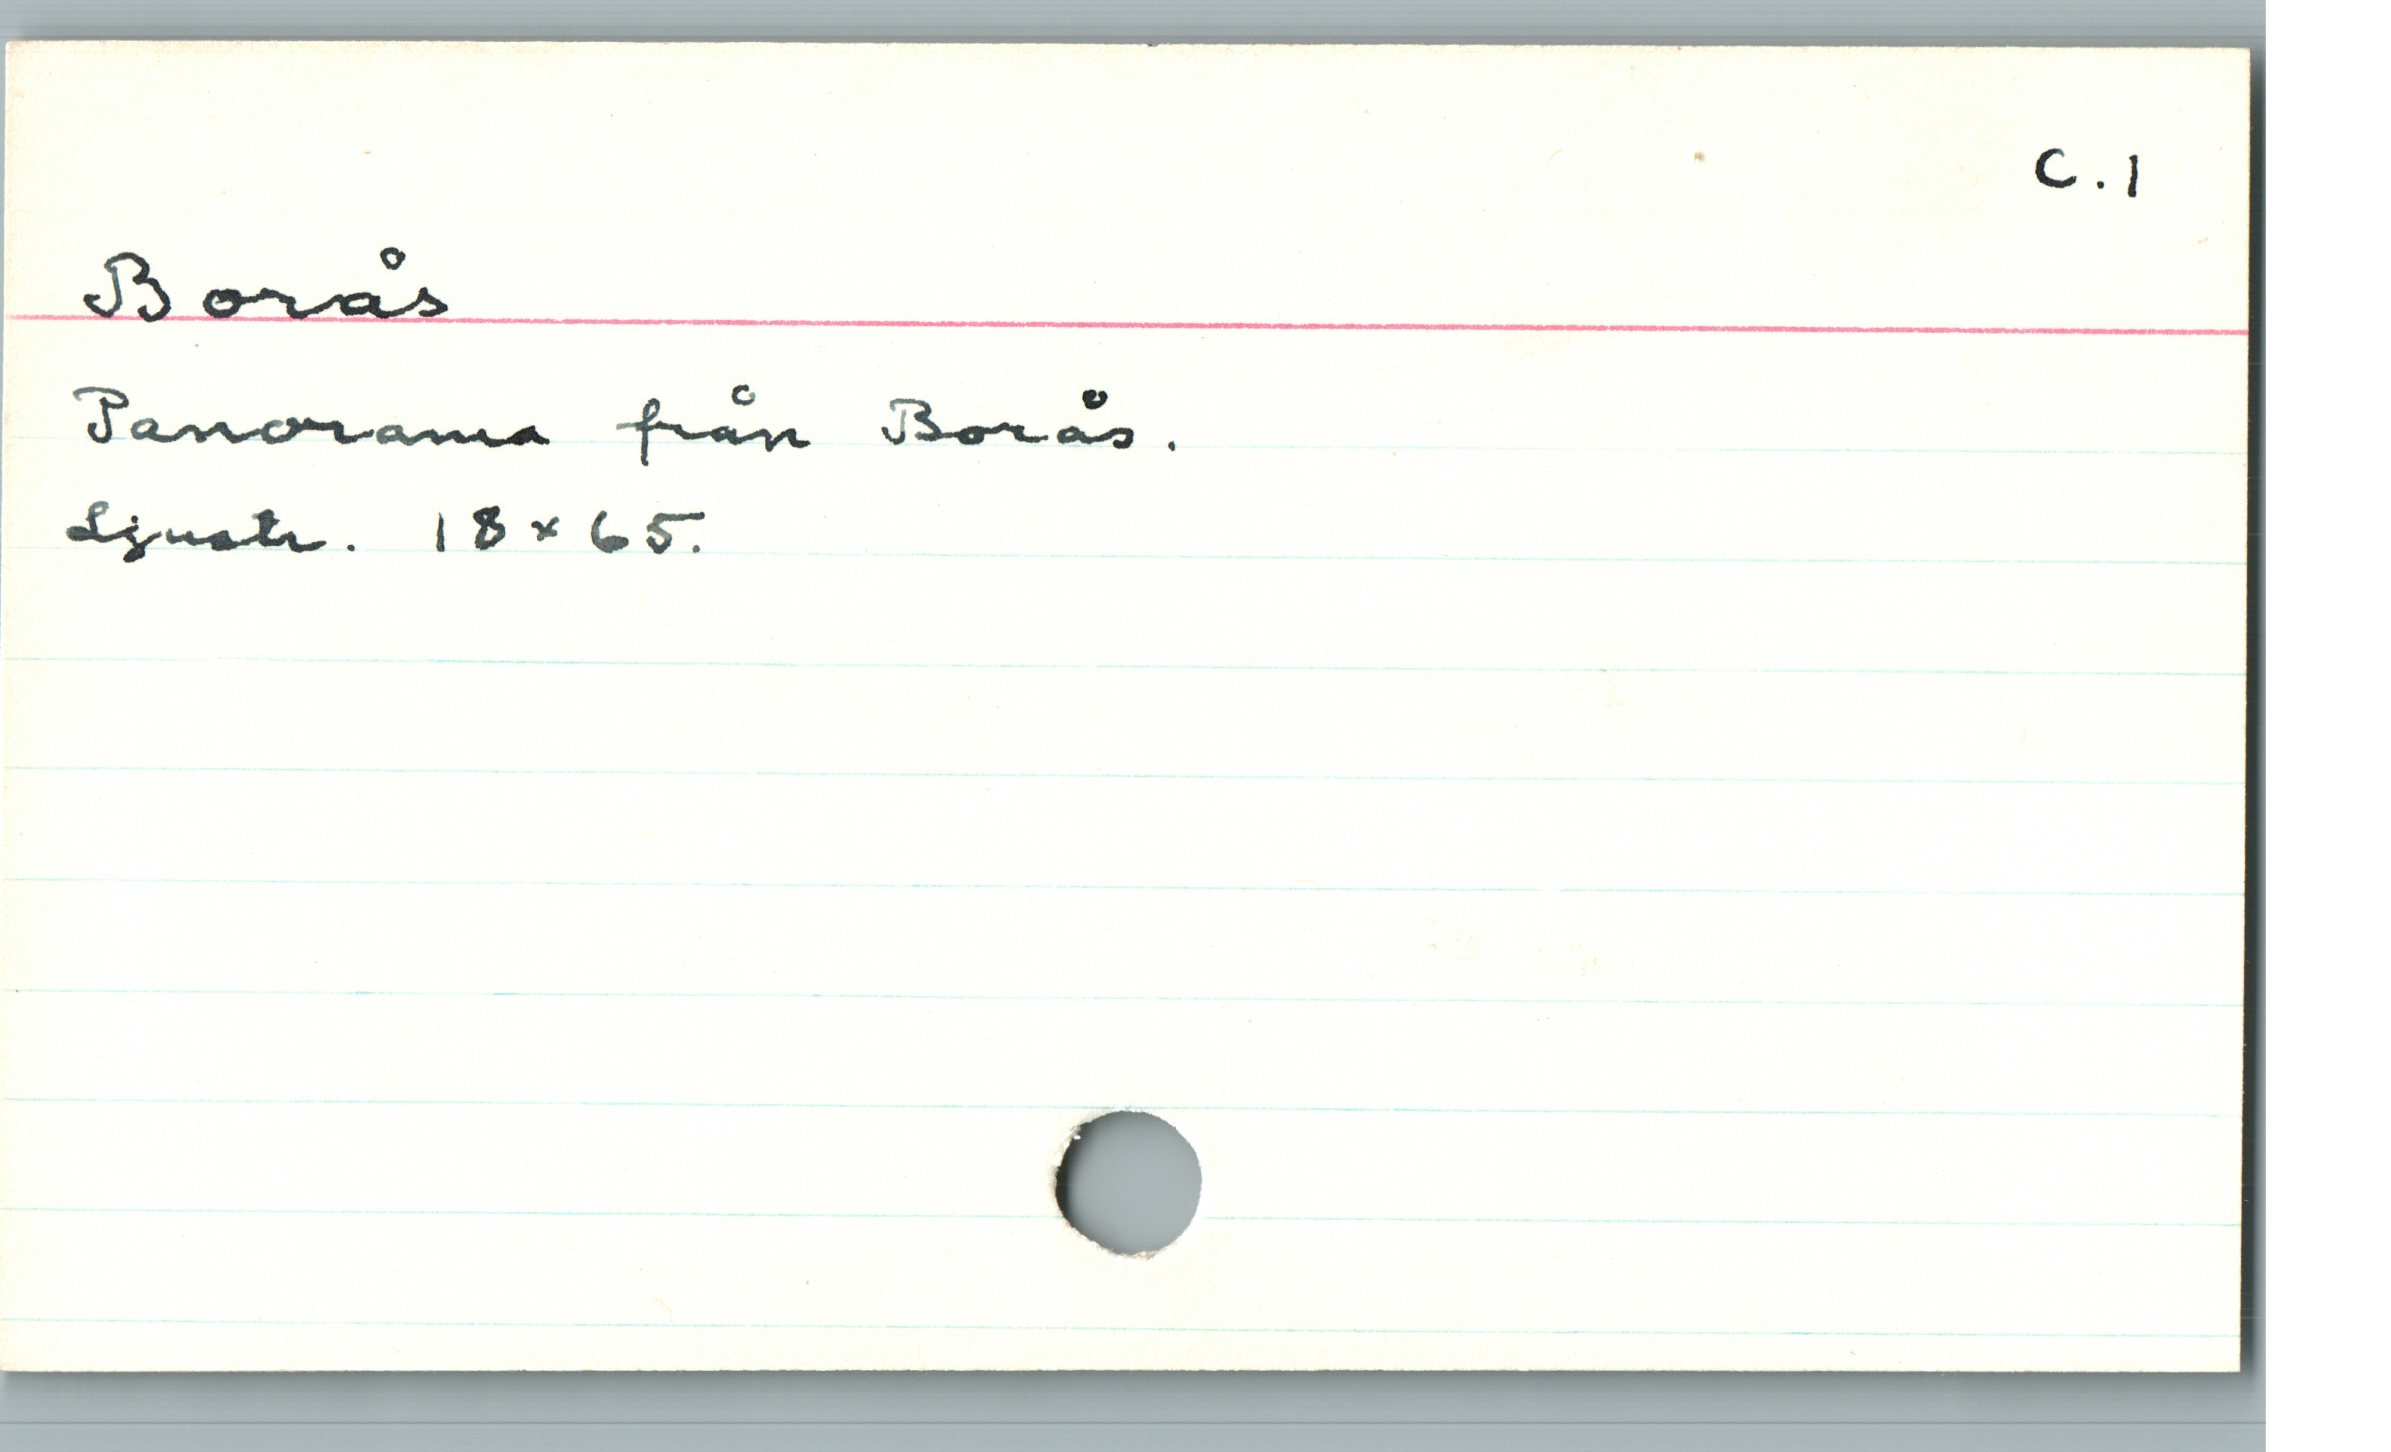 C.1
Borås
Panorama från Borås.
Ljustr. 18 x 65.